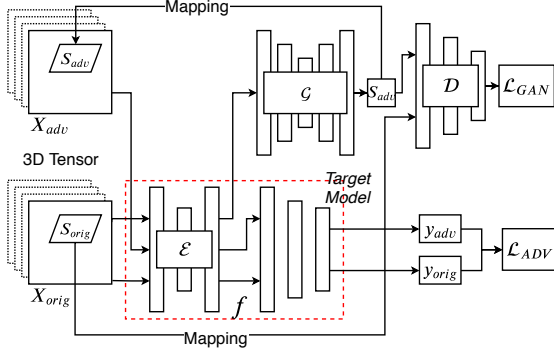 Mapping
S_adv
X_adv
3D Tensor
G
S_adv
D
L_GAN
Target
Model
S_orig
X_orig
E
f
y_adv
y_orig
L_ADV
Mapping